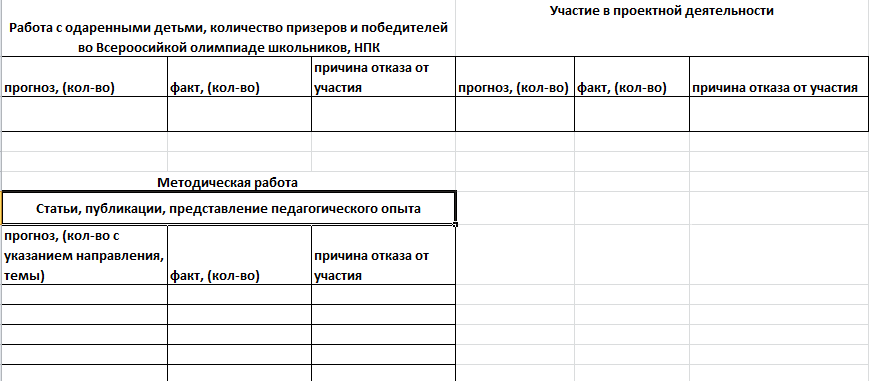 Участие в проектной деятельности
Работа с одаренными детьми, количество призеров и победителей
во Всероосийкой олимпиаде школьников, НПК
прогноз, (кол-во)
факт, (кол-во)
причина отказа от
участия
прогноз, (кол-во)
факт, (кол-во)
причина отказа от участия
Методическая работа
Статьи, публикации, представление педагогического опыта
прогноз, (кол-во с
указанием направления,
темы)
факт, (кол-во)
причина отказа от
участия